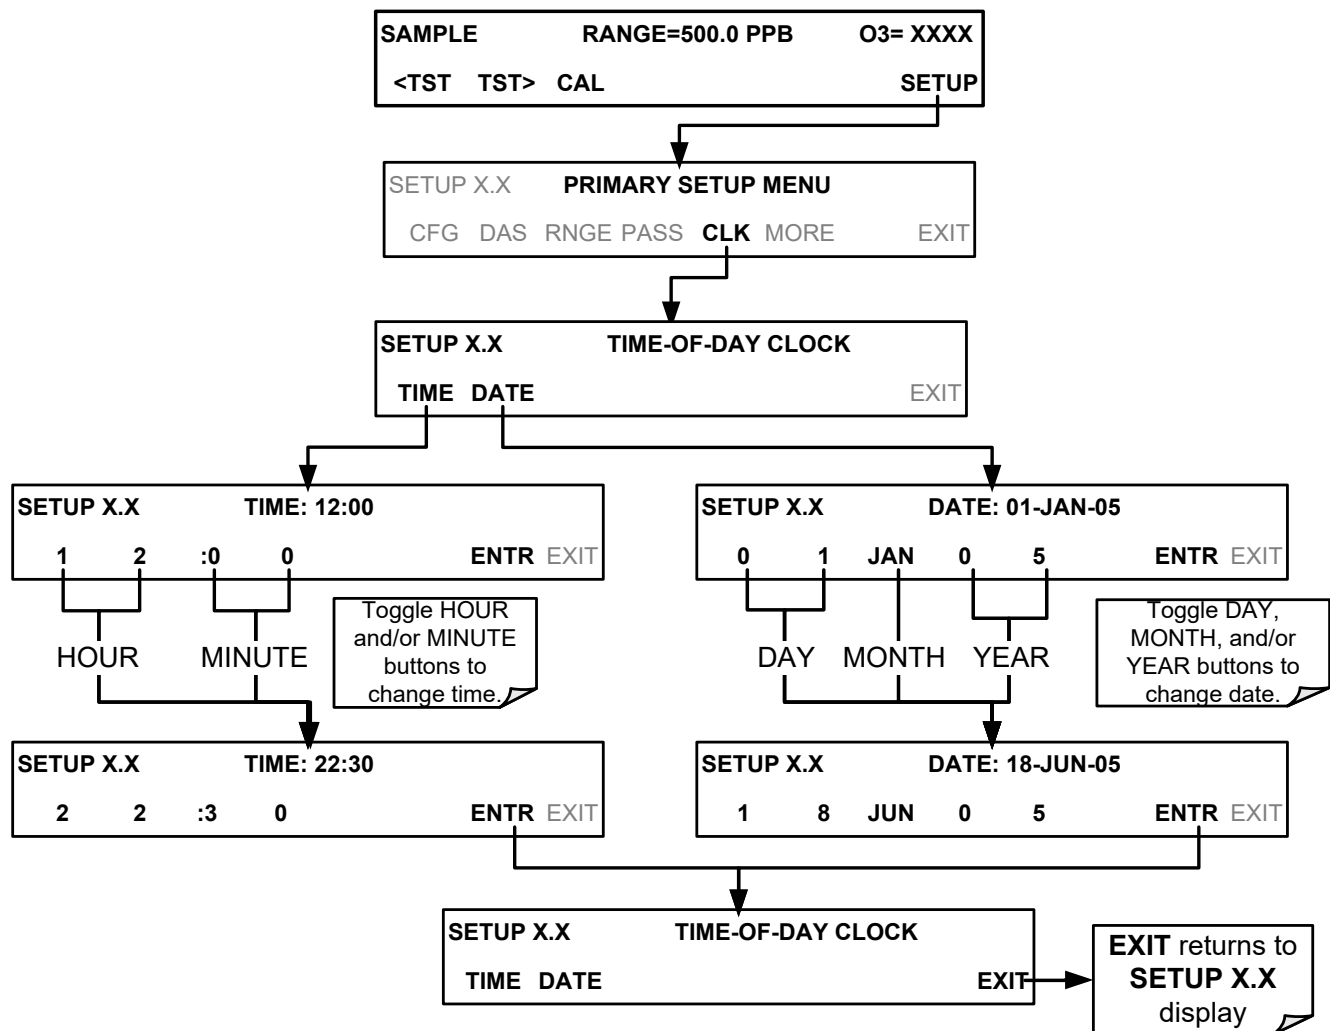 SAMPLE RANGE=500.0 PPB O3= XXXX
<TST TST> CAL SETUP
SETUP X.X PRIMARY SETUP MENU
CFG DAS RNGE PASS CLK MORE EXIT
SETUP X.X TIME-OF-DAY CLOCK
TIME DATE EXIT
SETUP X.X TIME: 12:00
1 2 :0 0 ENTR EXIT
HOUR MINUTE
Toggle HOUR
and/or MINUTE
buttons to
change time.
SETUP X.X DATE: 01-JAN-05
0 1 JAN 0 5 ENTR EXIT
DAY MONTH YEAR
Toggle DAY,
MONTH, and/or
YEAR buttons to
change date.
SETUP X.X TIME: 22:30
2 2 :3 0 ENTR EXIT
SETUP X.X DATE: 18-JUN-05
1 8 JUN 0 5 ENTR EXIT
SETUP X.X TIME-OF-DAY CLOCK
TIME DATE EXIT
EXIT returns to
SETUP X.X
display